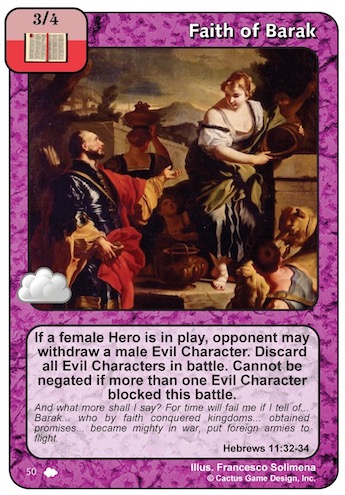 3/4
Faith of Barak
If a female Hero is in play, opponent may
withdraw a male Evil Character. Discard
all Evil Characters in battle. Cannot be
negated if more than one Evil Character
blocked this battle.
And what more shall I say? For time will fail me if I tell of...
Barak... who by faith conquered kingdoms... obtained
promises... became mighty in war, put foreign armies to
flight
Hebrews 11:32-34
50
Illus. Francesco Solimena
© Cactus Game Design, Inc.